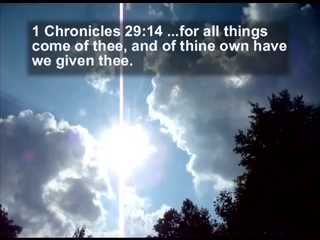 1 Chronicles 29:14 ...for all things
come of thee, and of thine own have
we given thee.